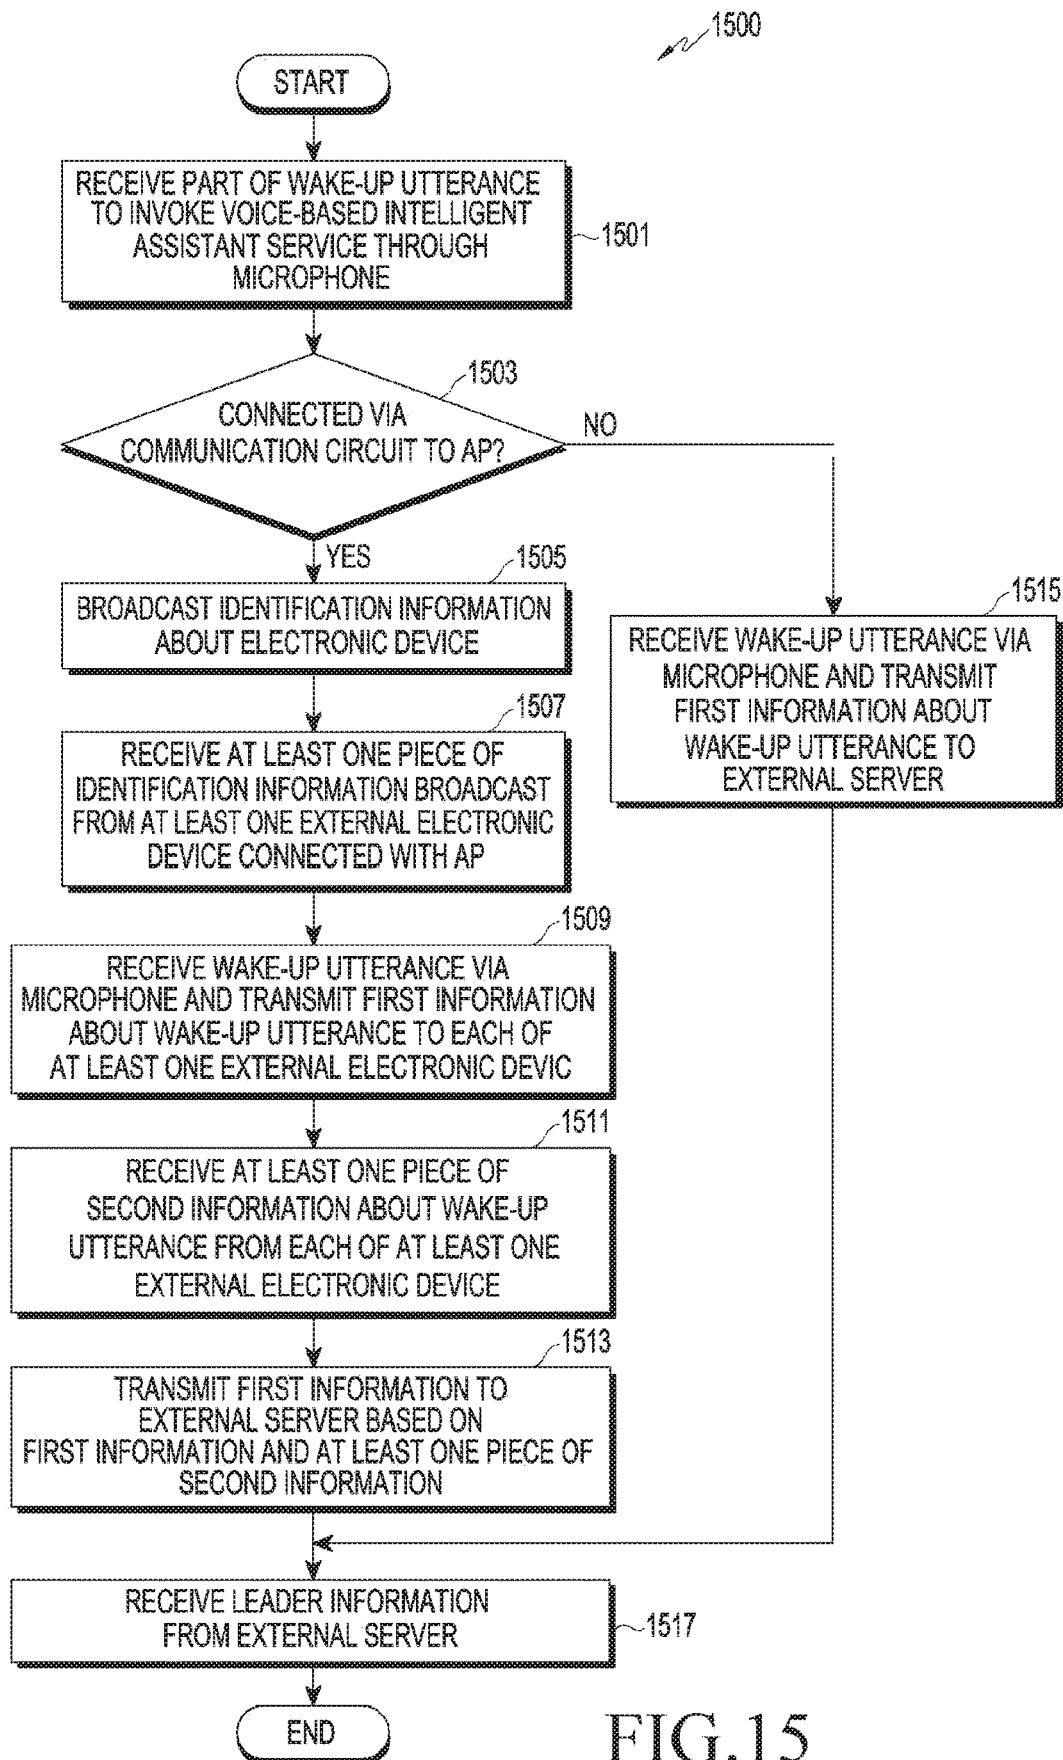 1500
START
RECEIVE PART OF WAKE-UP UTTERANCE
TO INVOKE VOICE-BASED INTELLIGENT
ASSISTANT SERVICE THROUGH
MICROPHONE
1501
1503
CONNECTED VIA
COMMUNICATION CIRCUIT TO AP?
NO
YES
1505
BROADCAST IDENTIFICATION INFORMATION
ABOUT ELECTRONIC DEVICE
1515
RECEIVE WAKE-UP UTTERANCE VIA
MICROPHONE AND TRANSMIT
FIRST INFORMATION ABOUT
WAKE-UP UTTERANCE TO
EXTERNAL SERVER
1507
RECEIVE AT LEAST ONE PIECE OF
IDENTIFICATION INFORMATION BROADCAST
FROM AT LEAST ONE EXTERNAL ELECTRONIC
DEVICE CONNECTED WITH AP
1509
RECEIVE WAKE-UP UTTERANCE VIA
MICROPHONE AND TRANSMIT FIRST INFORMATION
ABOUT WAKE-UP UTTERANCE TO EACH OF
AT LEAST ONE EXTERNAL ELECTRONIC DEVIC
1511
RECEIVE AT LEAST ONE PIECE OF
SECOND INFORMATION ABOUT WAKE-UP
UTTERANCE FROM EACH OF AT LEAST ONE
EXTERNAL ELECTRONIC DEVICE
1513
TRANSMIT FIRST INFORMATION TO
EXTERNAL SERVER BASED ON
FIRST INFORMATION AND AT LEAST ONE PIECE OF
SECOND INFORMATION
RECEIVE LEADER INFORMATION
FROM EXTERNAL SERVER
1517
END
FIG.15